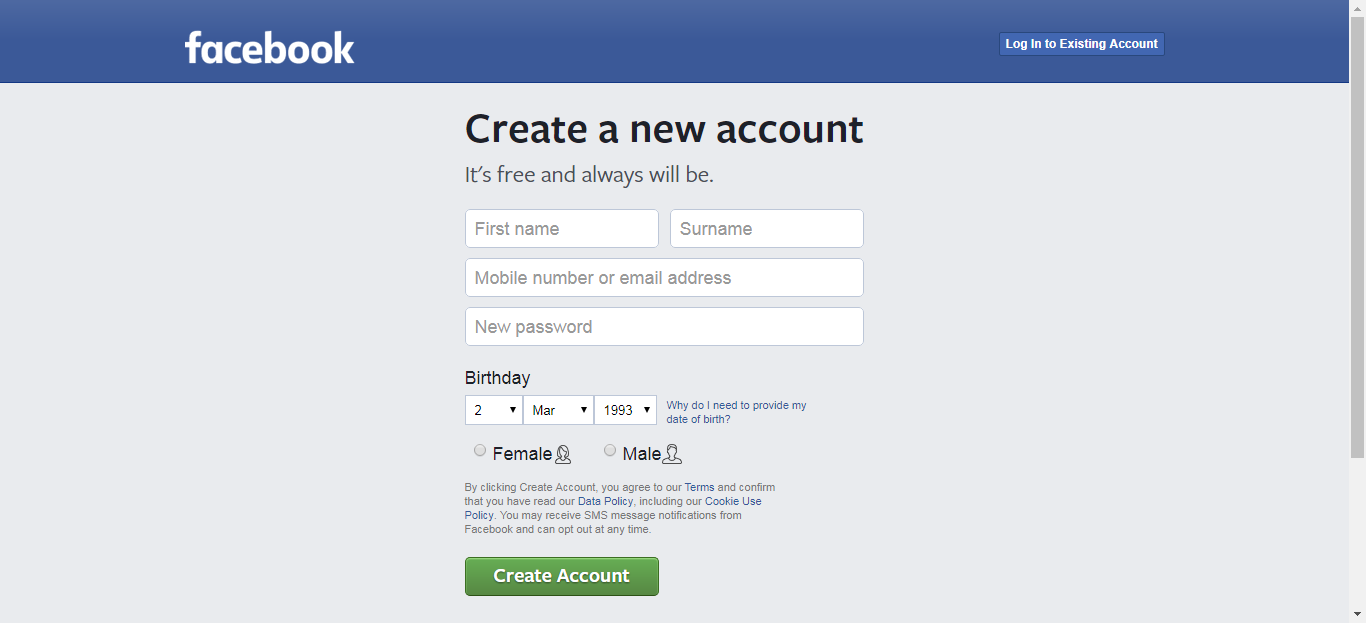 facebook
Log In to Existing Account
Create a new account
It's free and always will be.
First name
Surname
Mobile number or email address
New password
Birthday
2 Mar 1993
Why do I need to provide my
date of birth?
Female Male
By clicking Create Account, you agree to our Terms and confirm
that you have read our Data Policy, including our Cookie Use
Policy. You may receive SMS message notifications from
Facebook and can opt out at any time.
Create Account